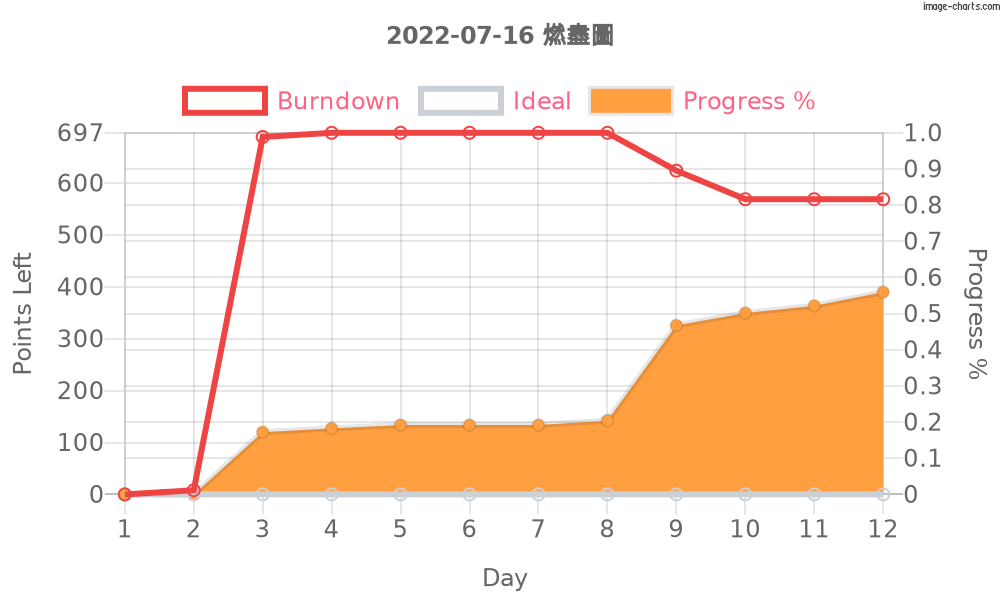 image-charts.com
2022-07-16 燃盡圖
Burndown Ideal Progress %
697 1.0
0.9
600
0.8
500
0.7
400 0.6
0.5
300
0.4
200 0.3
0.2
100
0.1
0 0
Points Left
Progress %
1 2 3 4 5 6 7 8 9 10 11 12
Day